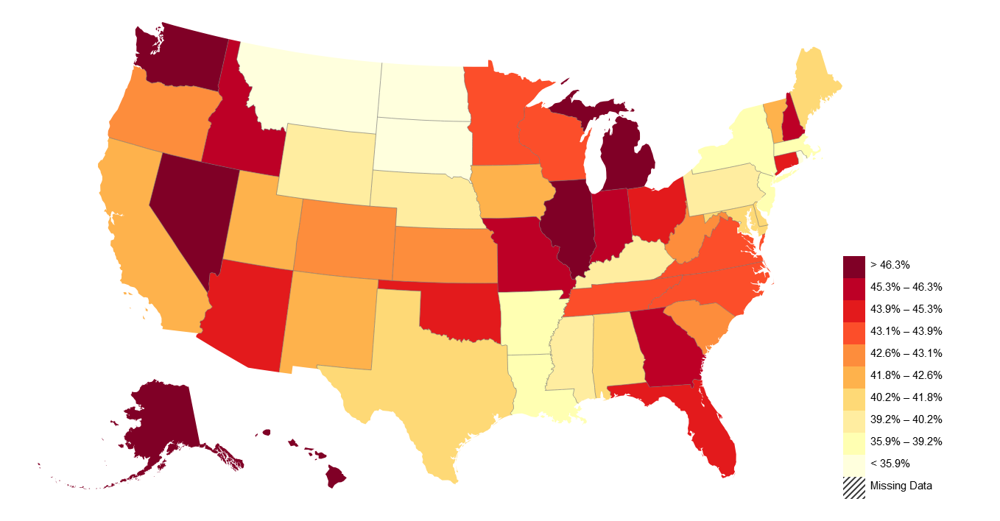 > 46.3%
45.3% – 46.3%
43.9% – 45.3%
43.1% – 43.9%
42.6% – 43.1%
41.8% – 42.6%
40.2% – 41.8%
39.2% – 40.2%
35.9% – 39.2%
< 35.9%
Missing Data